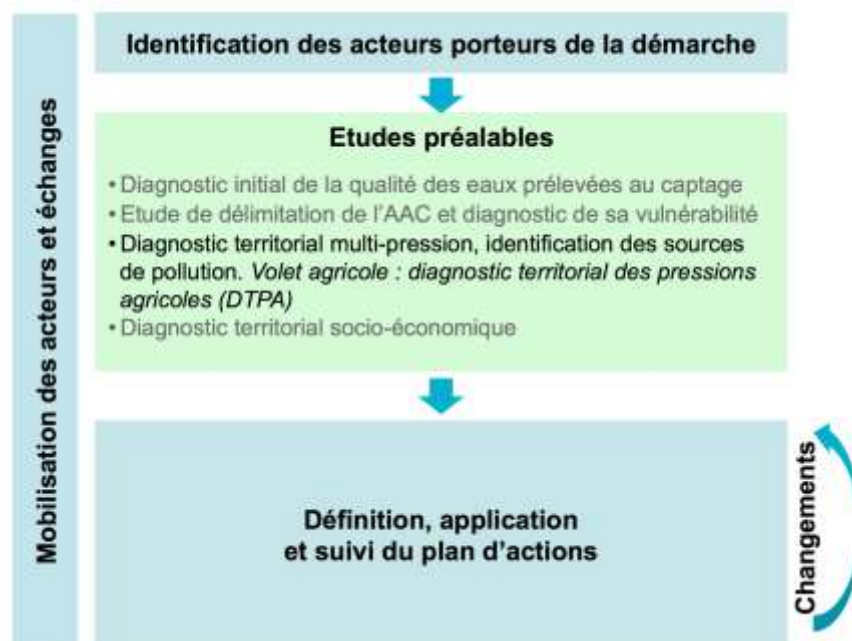 Mobilisation des acteurs et échanges
Identification des acteurs porteurs de la démarche
Etudes préalables
• Diagnostic initial de la qualité des eaux prélevées au captage
• Etude de délimitation de l'AAC et diagnostic de sa vulnérabilité
• Diagnostic territorial multi-pression, identification des sources
de pollution. Volet agricole : diagnostic territorial des pressions
agricoles (DTPA)
• Diagnostic territorial socio-économique
Définition, application
et suivi du plan d'actions
Changements